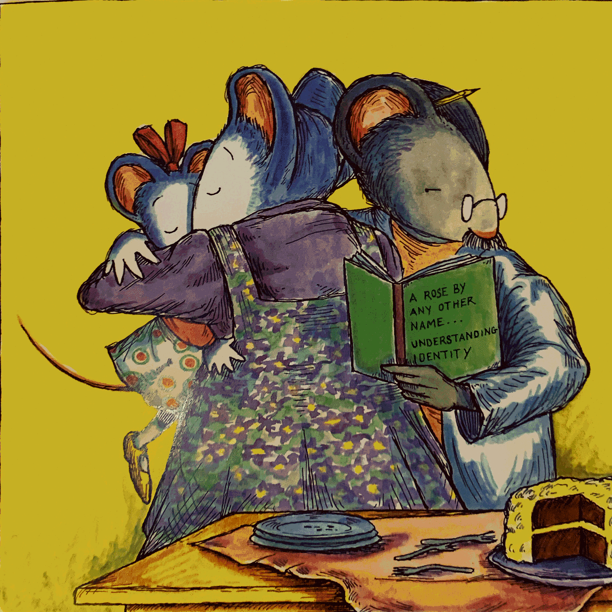 A ROSE BY
ANY OTHER
NAME...
UNDERSTANDING
IDENTITY